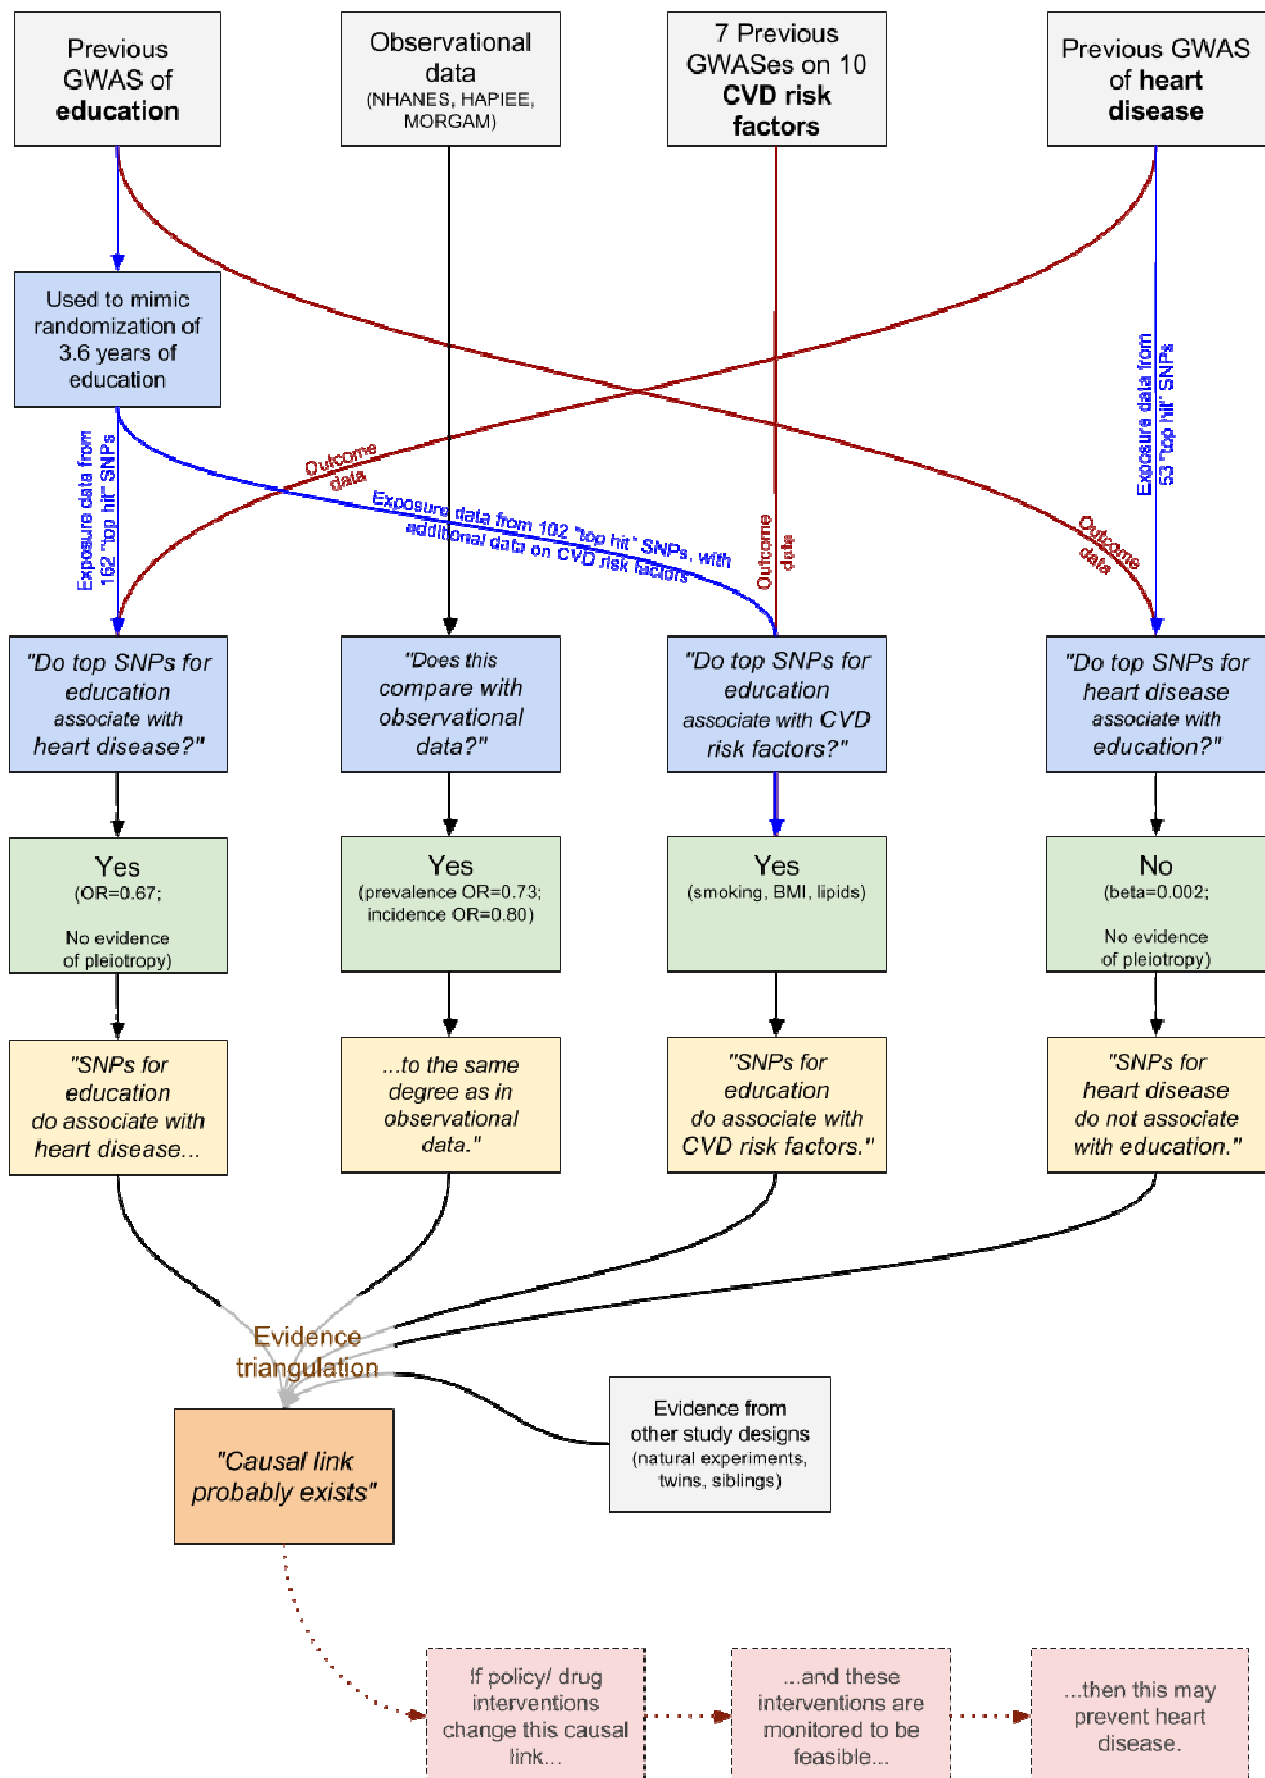 Previous
GWAS of
education
Observational
data
(NHANES, HAPIEE,
MORGAM)
7 Previous
GWASes on 10
CVD risk
factors
Previous GWAS
of heart
disease
Used to mimic
randomization of
3.6 years of
education
Exposure data from
162 "top hit" SNPs
Outcome
data
Exposure data from 102 "top hit" SNPs, with
additional data on CVD risk factors
Outcome
data
Outcome
data
Exposure data from
53 "top hit" SNPs
"Do top SNPs for
education
associate with
heart disease?"
"Does this
compare with
observational
data?"
"Do top SNPs for
education
associate with CVD
risk factors?"
"Do top SNPs for
heart disease
associate with
education?"
Yes
(OR=0.67;
No evidence
of pleiotropy)
Yes
(prevalence OR=0.73;
incidence OR=0.80)
Yes
(smoking, BMI, lipids)
No
(beta=0.002;
No evidence
of pleiotropy)
"SNPs for
education
do associate with
heart disease...
...to the same
degree as in
observational
data."
"SNPs for
education
do associate with
CVD risk factors."
"SNPs for
heart disease
do not associate
with education."
Evidence
triangulation
Evidence from
other study designs
(natural experiments,
twins, siblings)
"Causal link
probably exists"
If policy/ drug
interventions
change this causal
link...
...and these
interventions are
monitored to be
feasible...
...then this may
prevent heart
disease.